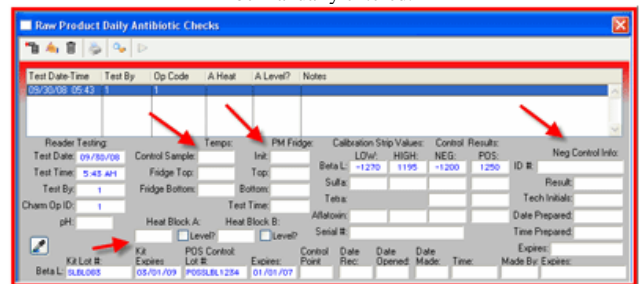 Raw Product Daily Antibiotic Checks
Test Date-Time Test By Op Code A Heat A Level? Notes
09/30/08 05:43 1 1
Reader Testing: Temps: PM Fridge: Calibration Strip Values: Control Results: Neg Control Info:
LOW: HIGH: NEG: POS:
Test Date: 09/30/08 Control Sample: Init: Beta L: -1270 1195 -1200 1250 ID #:
Test Time: 5:43 AM Fridge Top: Top: Sulfa: Result:
Test By: 1 Fridge Bottom: Bottom: Tetra: Tech Initials:
Charm Op ID: 1 Test Time: Aflatoxin: Date Prepared:
pH: Heat Block A: Heat Block B: Serial #: Time Prepared:
Level? Level? Expires:
Kit Lot #: Kit Expires POS Control: Lot #: Expires: Control Point Date Rec: Date Opened: Date Made: Time: Made By: Expires:
Beta L: SLBL083 03/01/09 POSSLBL1234 01/01/07